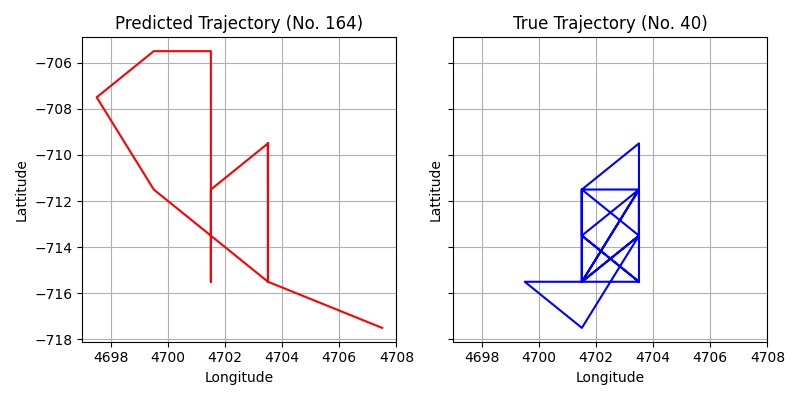 Predicted Trajectory (No. 164)
Lattitude
−706
−708
−710
−712
−714
−716
−718
4698 4700 4702 4704 4706 4708
Longitude
True Trajectory (No. 40)
Lattitude
4698 4700 4702 4704 4706 4708
Longitude